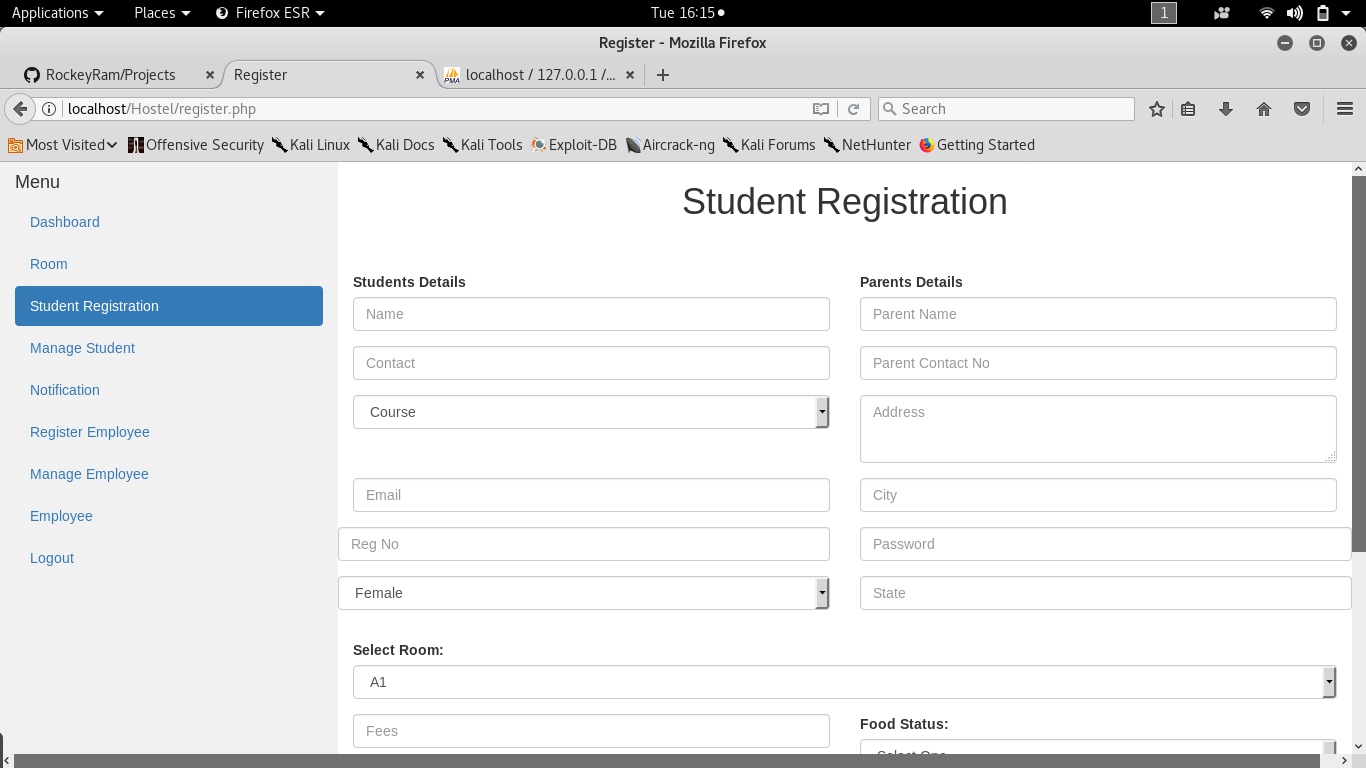 Applications Places Firefox ESR Tue 16:15 1
Register - Mozilla Firefox
RockeyRam/Projects Register PMA localhost / 127.0.0.1 /...
localhost/Hostel/register.php Search
Most Visited Offensive Security Kali Linux Kali Docs Kali Tools Exploit-DB Aircrack-ng Kali Forums NetHunter Getting Started
Menu
Dashboard
Room
Student Registration
Manage Student
Notification
Register Employee
Manage Employee
Employee
Logout
Student Registration
Students Details Parents Details
Name Parent Name
Contact Parent Contact No
Course Address
Email City
Reg No Password
Female State
Select Room:
A1
Fees Food Status:
Select One